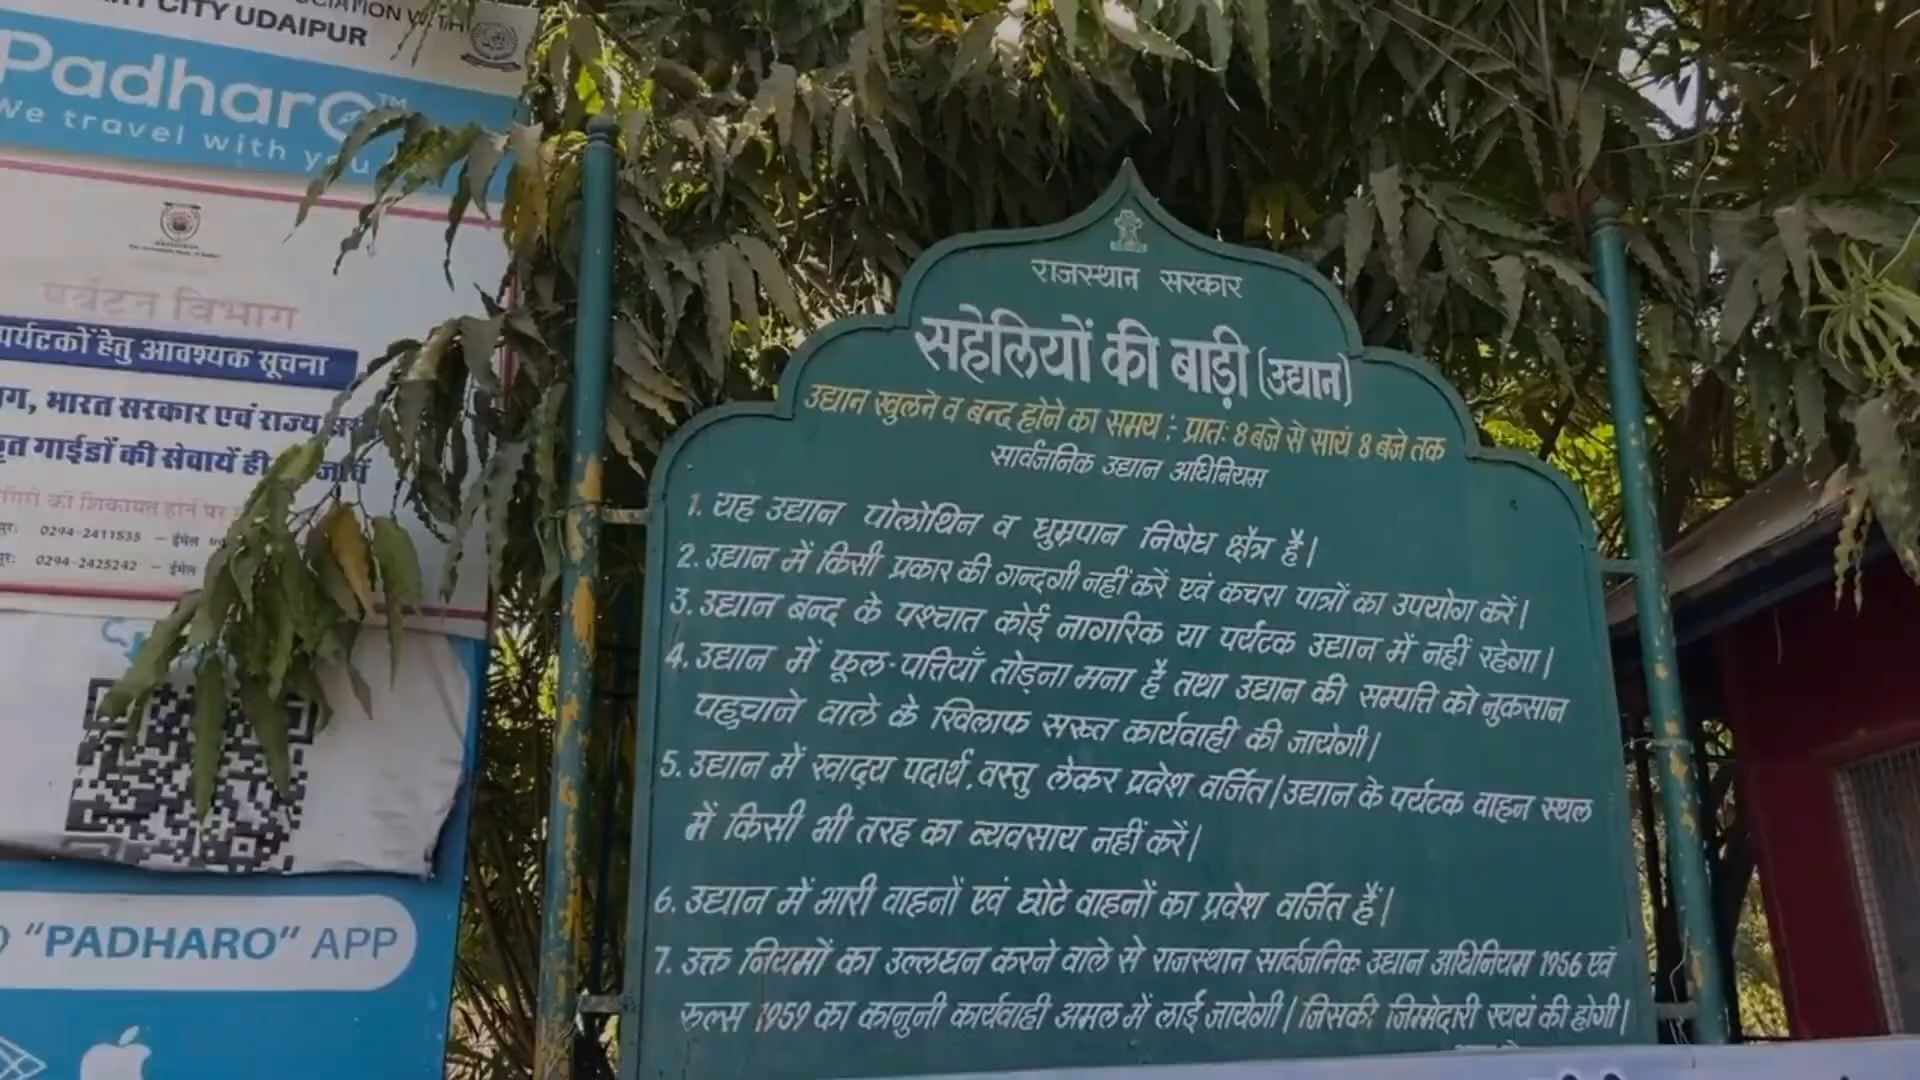 CITY UDAIPUR
Padharo™
We travel with you
पर्यटन विभाग
पर्यटकों हेतु आवश्यक सूचना
भारत सरकार एवं राज्य
गाईडों की सेवायें ही
की शिकायत होने पर
0294-2411535 – ईमेल
0294-2425242 – ईमेल
"PADHARO" APP
राजस्थान सरकार
सहेलियों की बाड़ी (उद्यान)
उद्यान खुलने व बन्द होने का समय : प्रातः 8 बजे से सायं 8 बजे तक
सार्वजनिक उद्यान अधिनियम
1. यह उद्यान पोलोथिन व धुम्रपान निषेध क्षैत्र है।
2. उद्यान में किसी प्रकार की गन्दगी नहीं करें एवं कचरा पात्रों का उपयोग करें।
3. उद्यान बन्द के पश्चात कोई नागरिक या पर्यटक उद्यान में नहीं रहेगा।
4. उद्यान में फूल-पत्तियाँ तोड़ना मना है तथा उद्यान की सम्पत्ति को नुकसान
पहुचाने वाले के खिलाफ सख्त कार्यवाही की जायेगी।
5. उद्यान में खाद्य पदार्थ, वस्तु लेकर प्रवेश वर्जित। उद्यान के पर्यटक वाहन स्थल
में किसी भी तरह का व्यवसाय नहीं करें।
6. उद्यान में भारी वाहनों एवं छोटे वाहनों का प्रवेश वर्जित हैं।
7. उक्त नियमों का उल्लघन करने वाले से राजस्थान सार्वजनिक उद्यान अधिनियम 1956 एवं
रुल्स 1959 का कानुनी कार्यवाही अमल में लाई जायेगी। जिसकी जिम्मेदारी स्वयं की होगी।